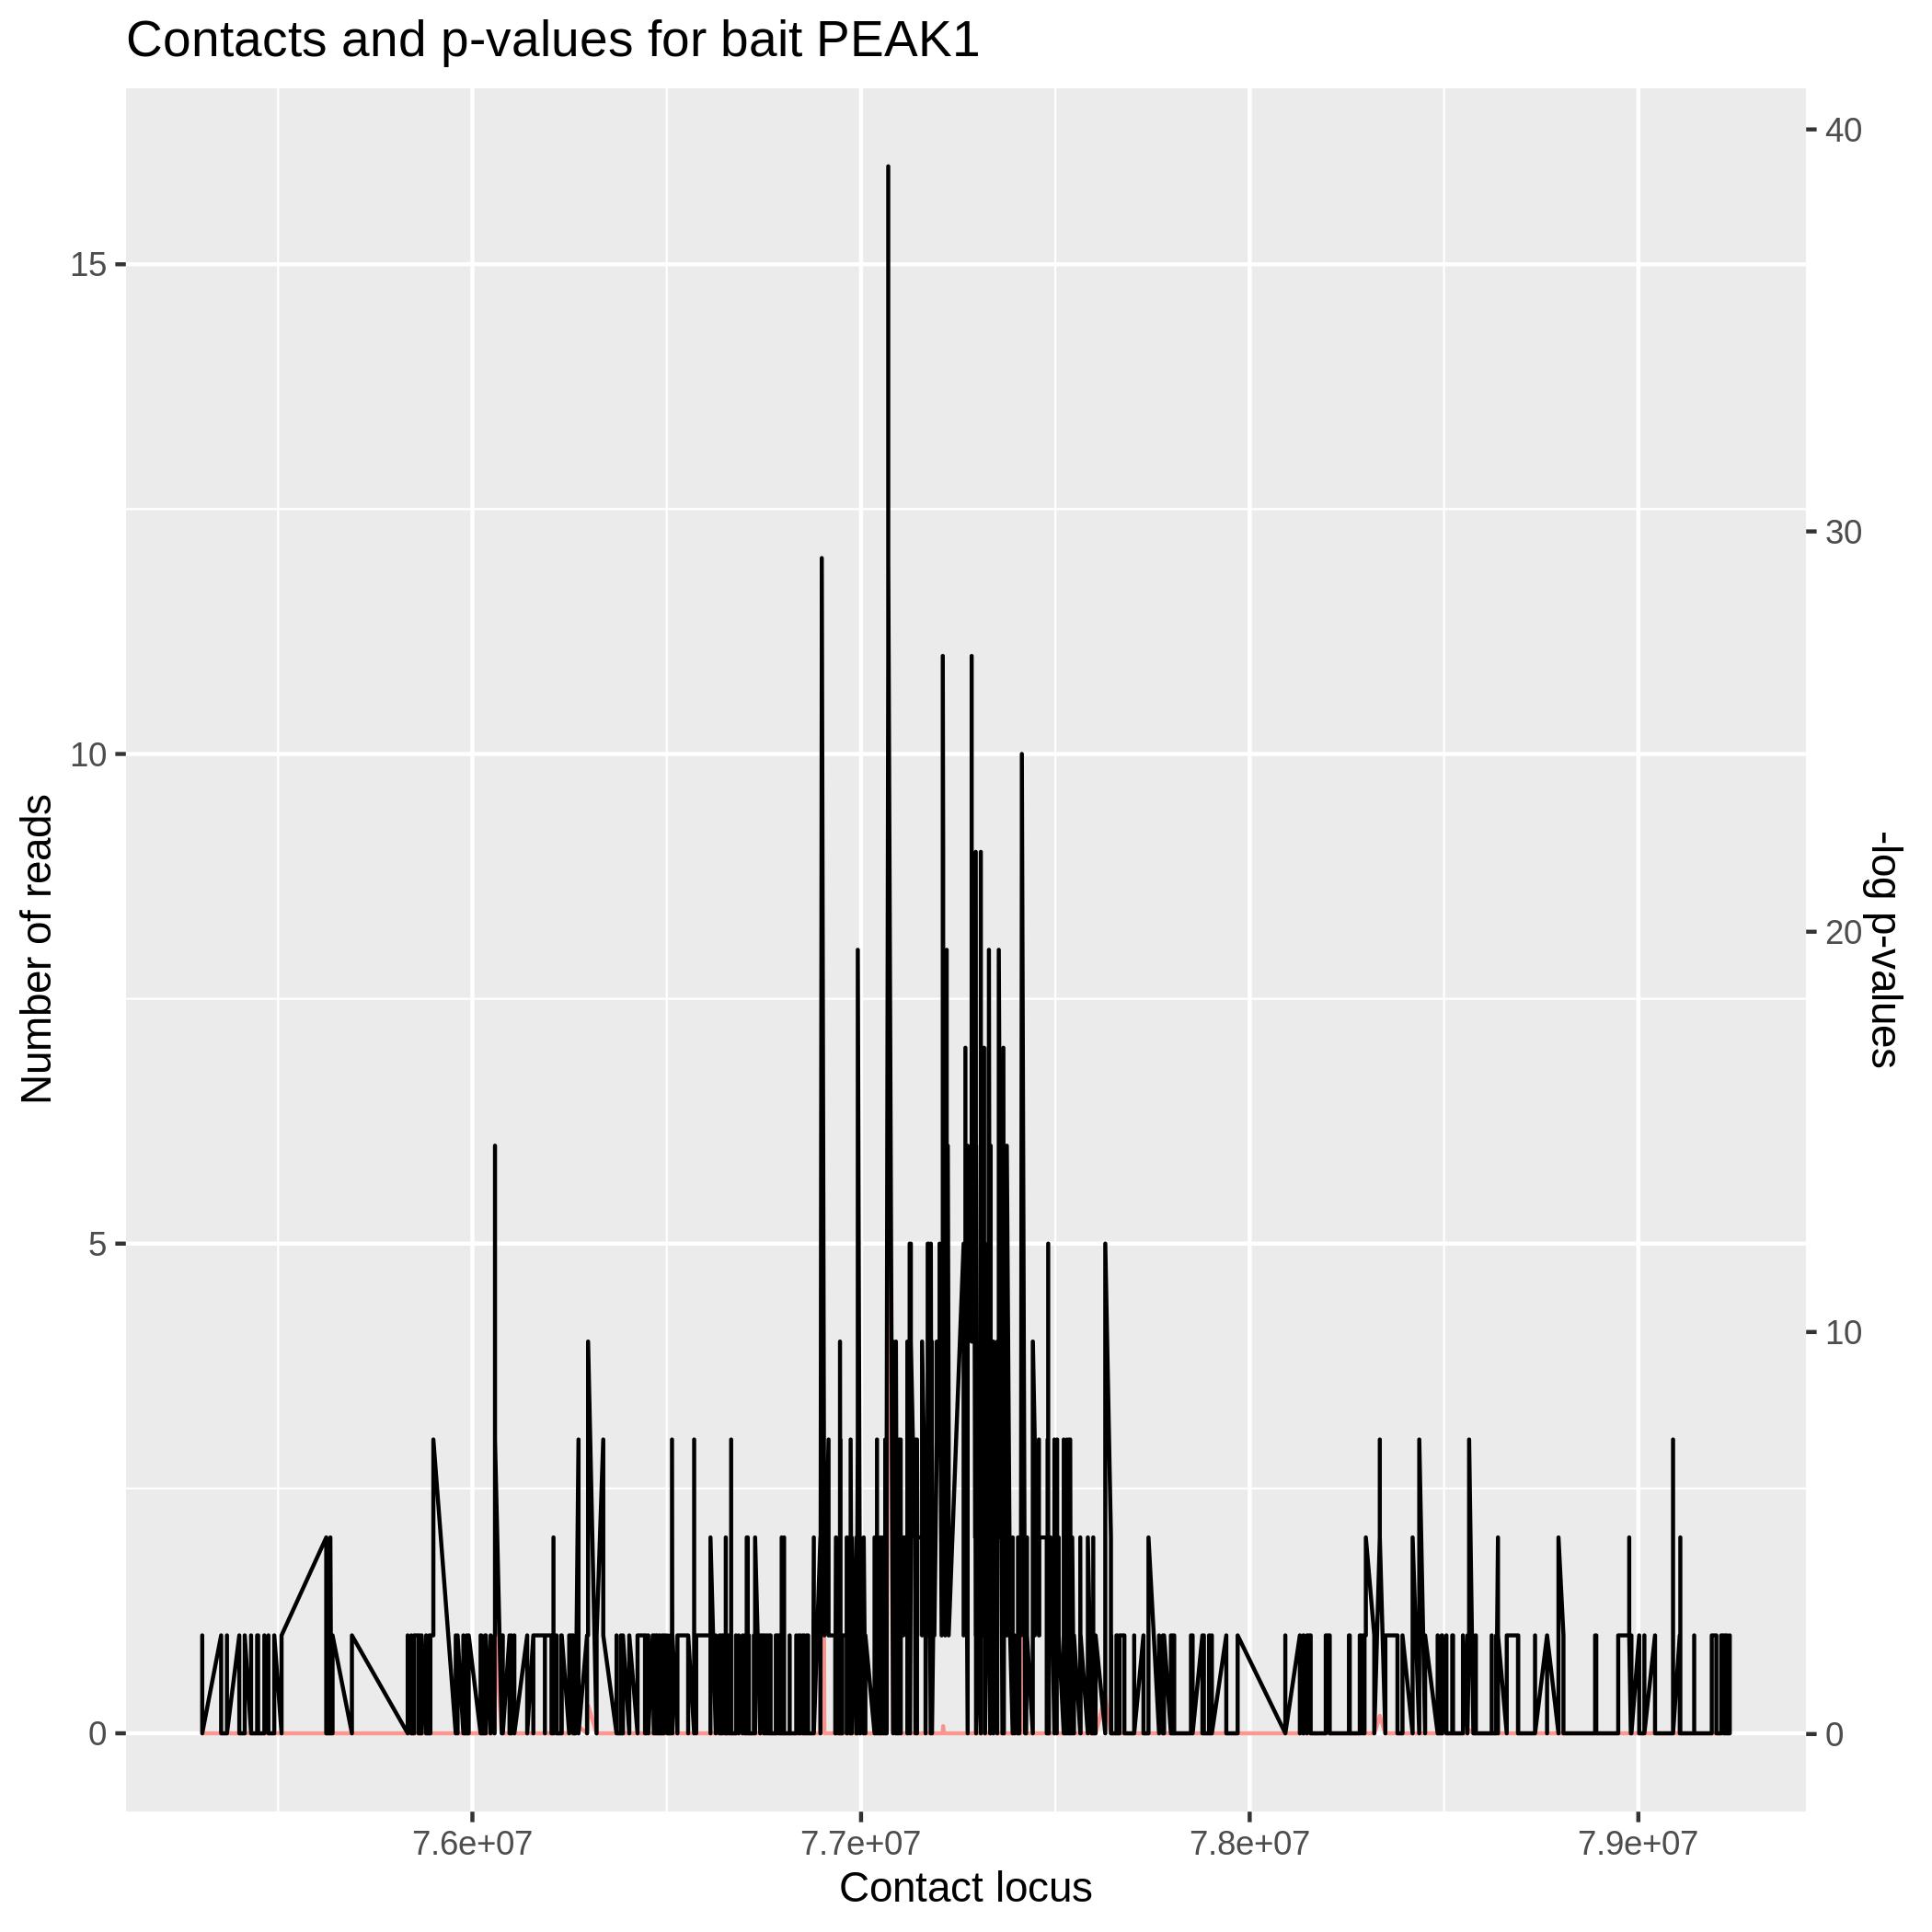 Contacts and p-values for bait PEAK1
Number of reads
15
10
5
0
40
30
20
10
0
-log p-values
7.6e+07 7.7e+07 7.8e+07 7.9e+07
Contact locus